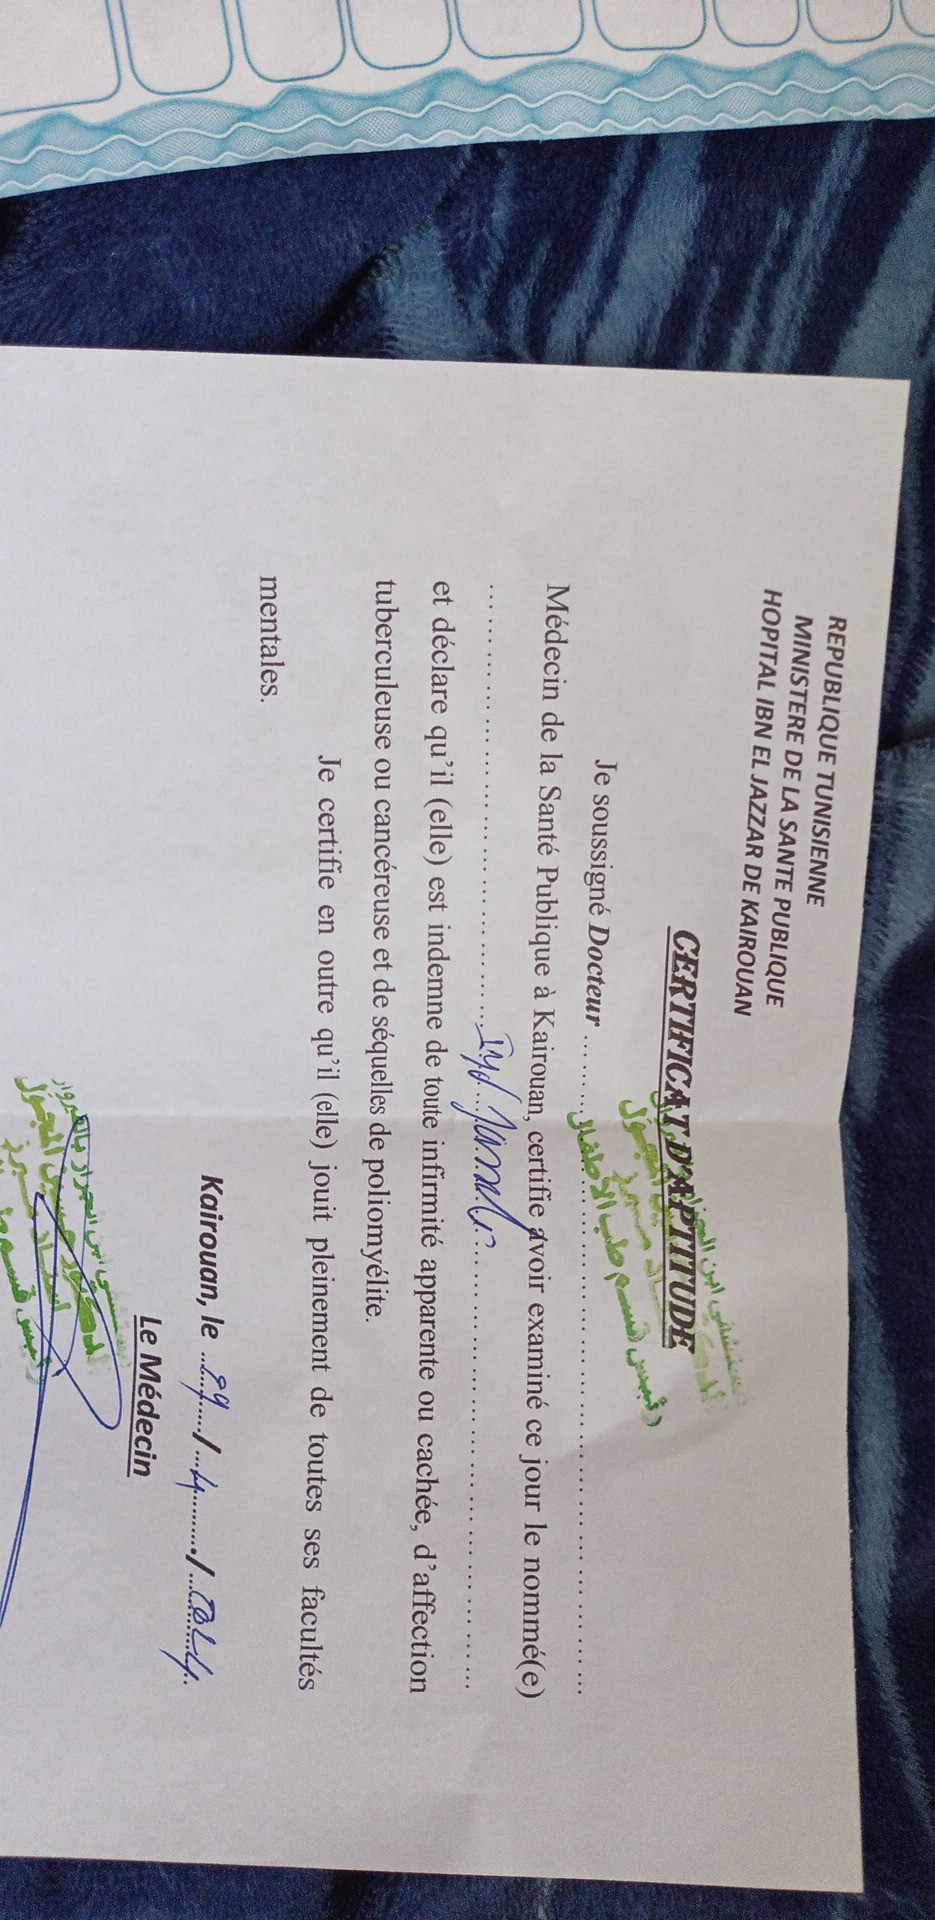 REPUBLIQUE TUNISIENNE
MINISTERE DE LA SANTE PUBLIQUE
HOPITAL IBN EL JAZZAR DE KAIROUAN
CERTIFICAT D'APTITUDE
Je soussigné Docteur
قسم طب الأطفال
Médecin de la Santé Publique à Kairouan, certifie avoir examiné ce jour le nommé(e)
et déclare qu'il (elle) est indemne de toute infirmité apparente ou cachée, d'affection
tuberculeuse ou cancéreuse et de séquelles de poliomyélite.
Je certifie en outre qu'il (elle) jouit pleinement de toutes ses facultés
mentales.
Kairouan, le
Le Médecin